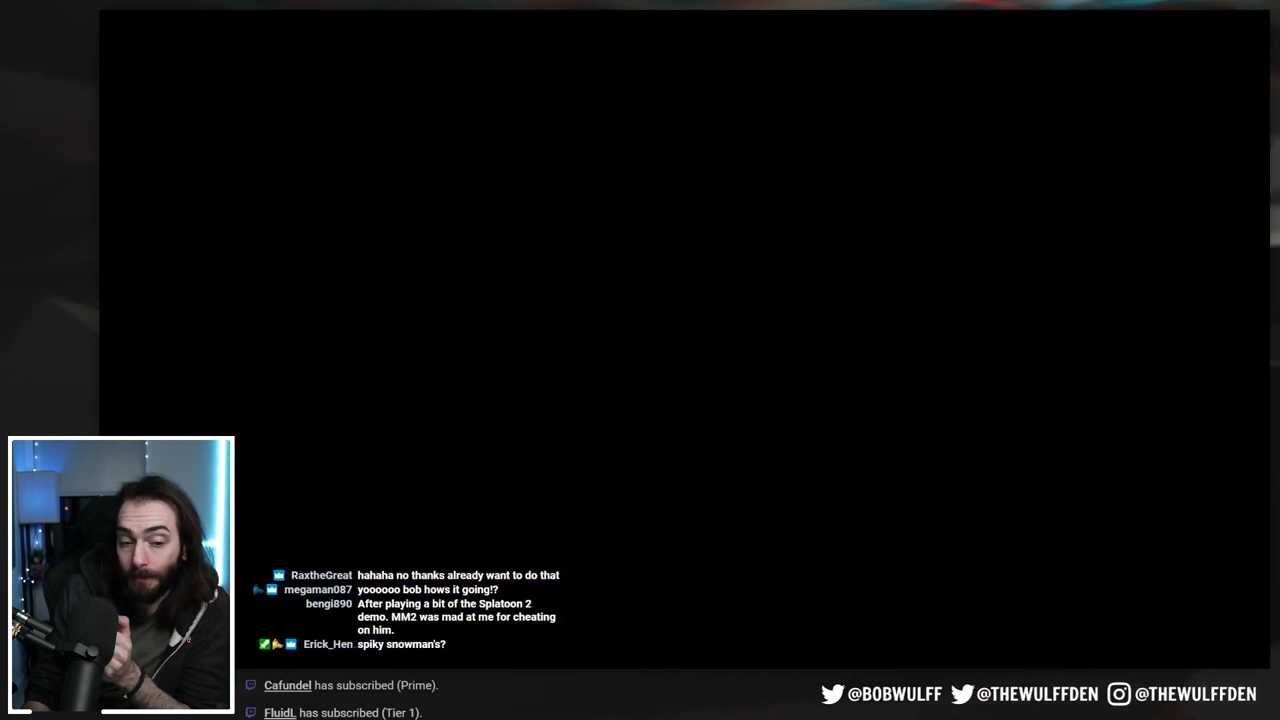 RaxtheGreat hahaha no thanks already want to do that
megaman087 yoooooo bob hows it going!?
bengi890 After playing a bit of the Splatoon 2
demo. MM2 was mad at me for cheating
on him.
Erick_Hen spiky snowman's?
Cafundel has subscribed (Prime).
FluidL has subscribed (Tier 1).
@BOBWULFF @THEWULFFDEN @THEWULFFDEN